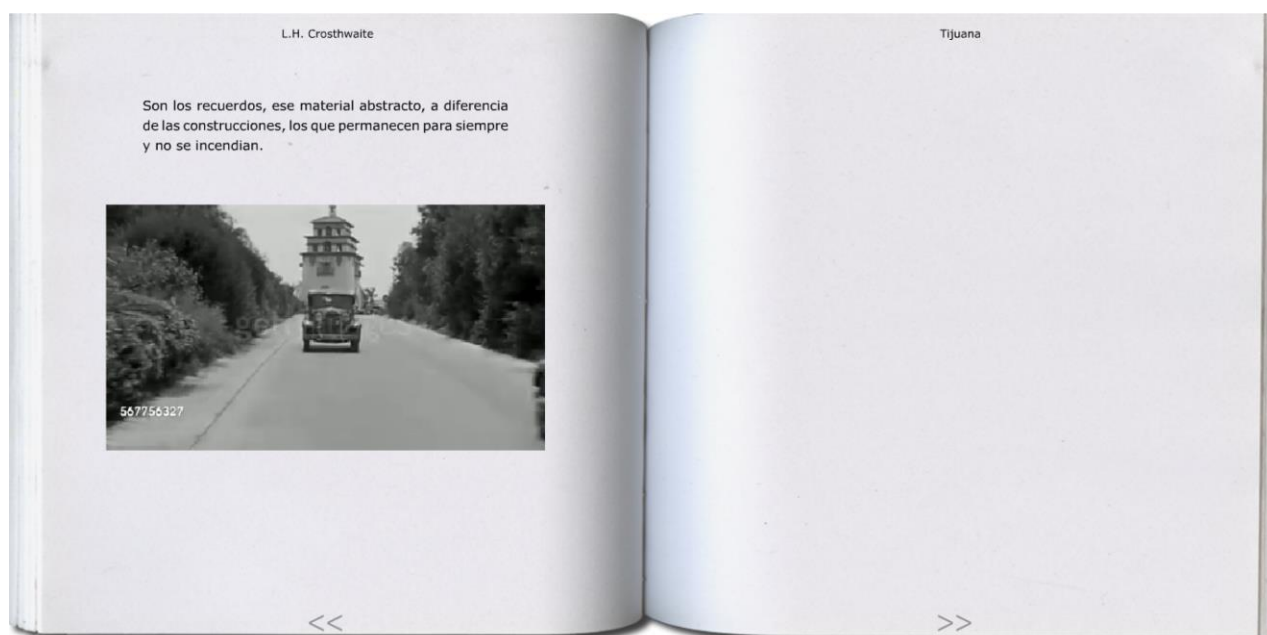 L.H. Crosthwaite
Son los recuerdos, ese material abstracto, a diferencia
de las construcciones, los que permanecen para siempre
y no se incendian.
567756327
<<
Tijuana
>>